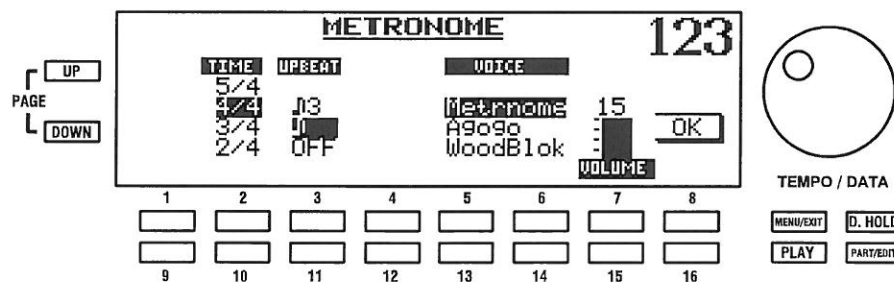 METRONOME
123
TIME UPBEAT VOICE
5/4
4/4 ♪3 Metrnome 15
3/4 ♪ Agogo OK
2/4 OFF WoodBlok
VOLUME
UP
PAGE
DOWN
TEMPO / DATA
1 2 3 4 5 6 7 8
9 10 11 12 13 14 15 16
MENU/EXIT D. HOLD
PLAY PART/EDIT